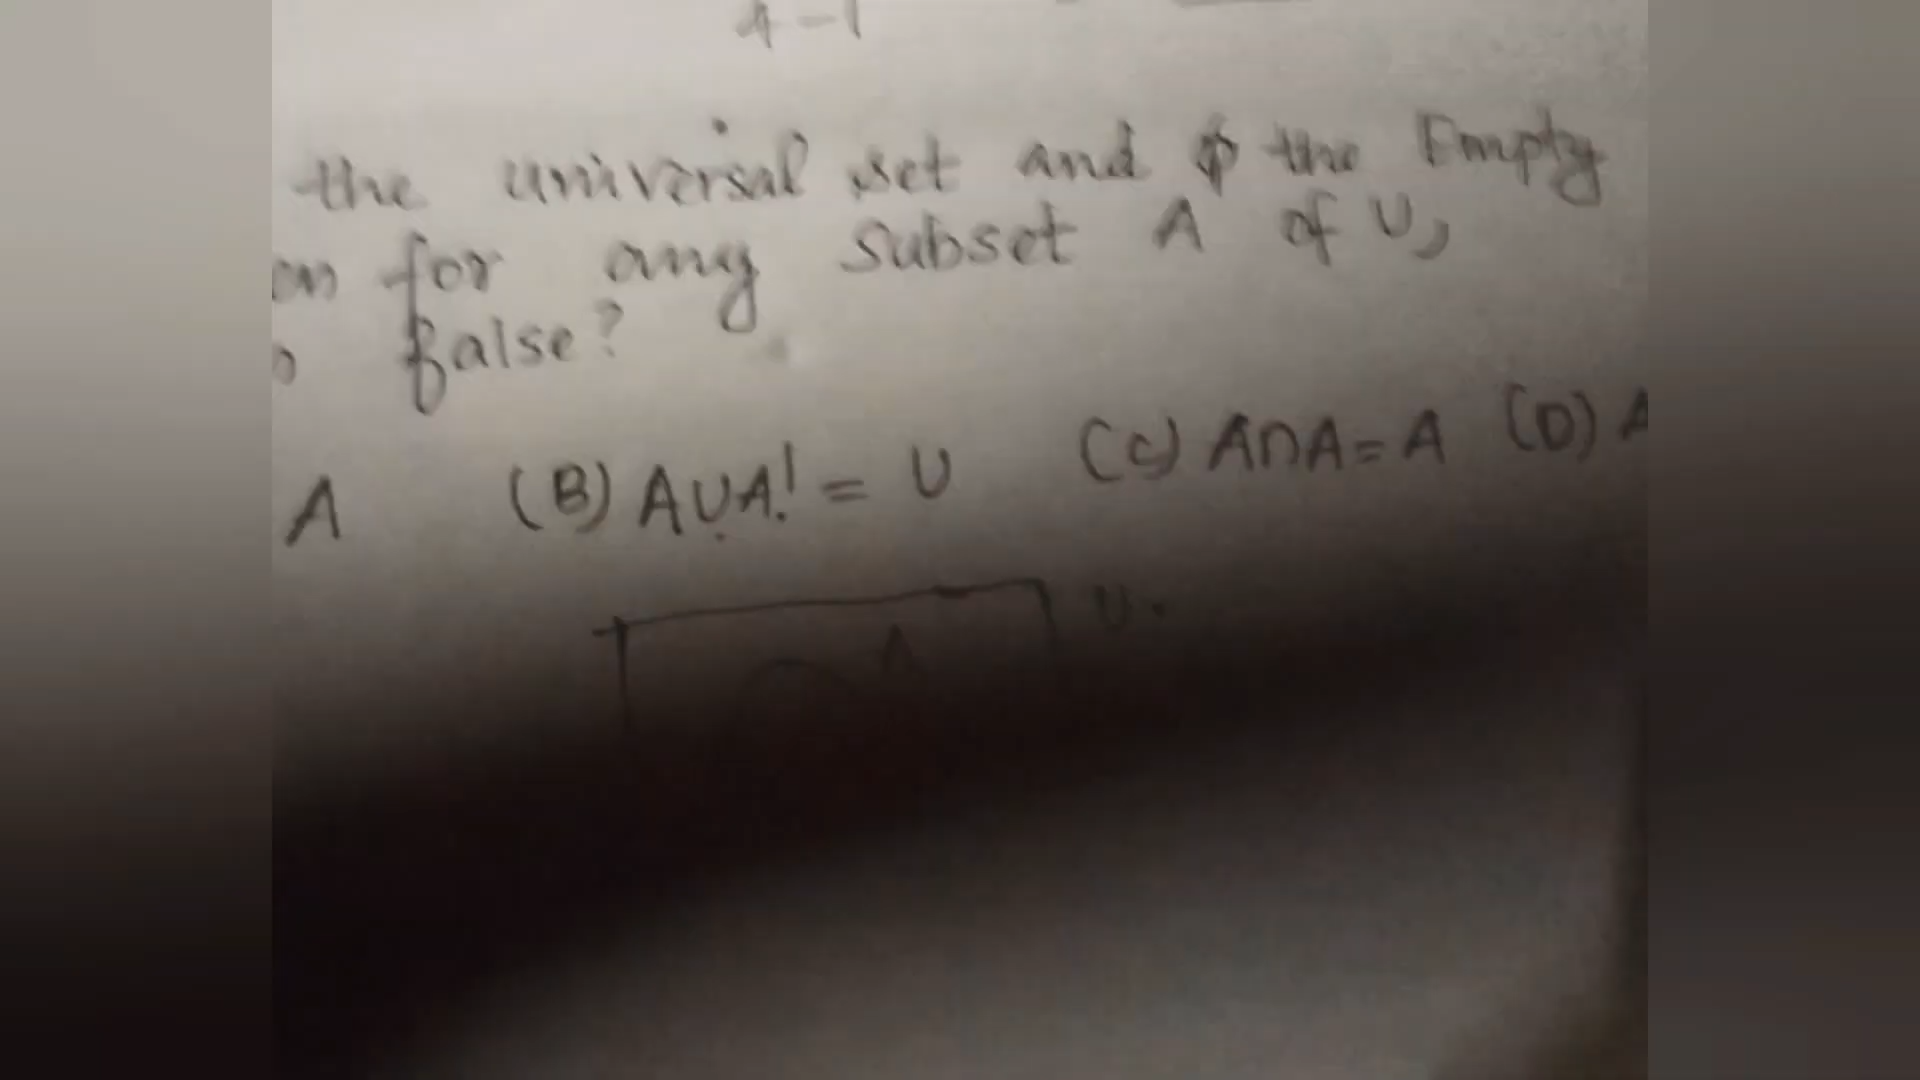 4-1
the universal set and φ the Empty
for any subset A of U,
false?
A (B) A∪A' = U (C) A∩A = A (D) A
U
A